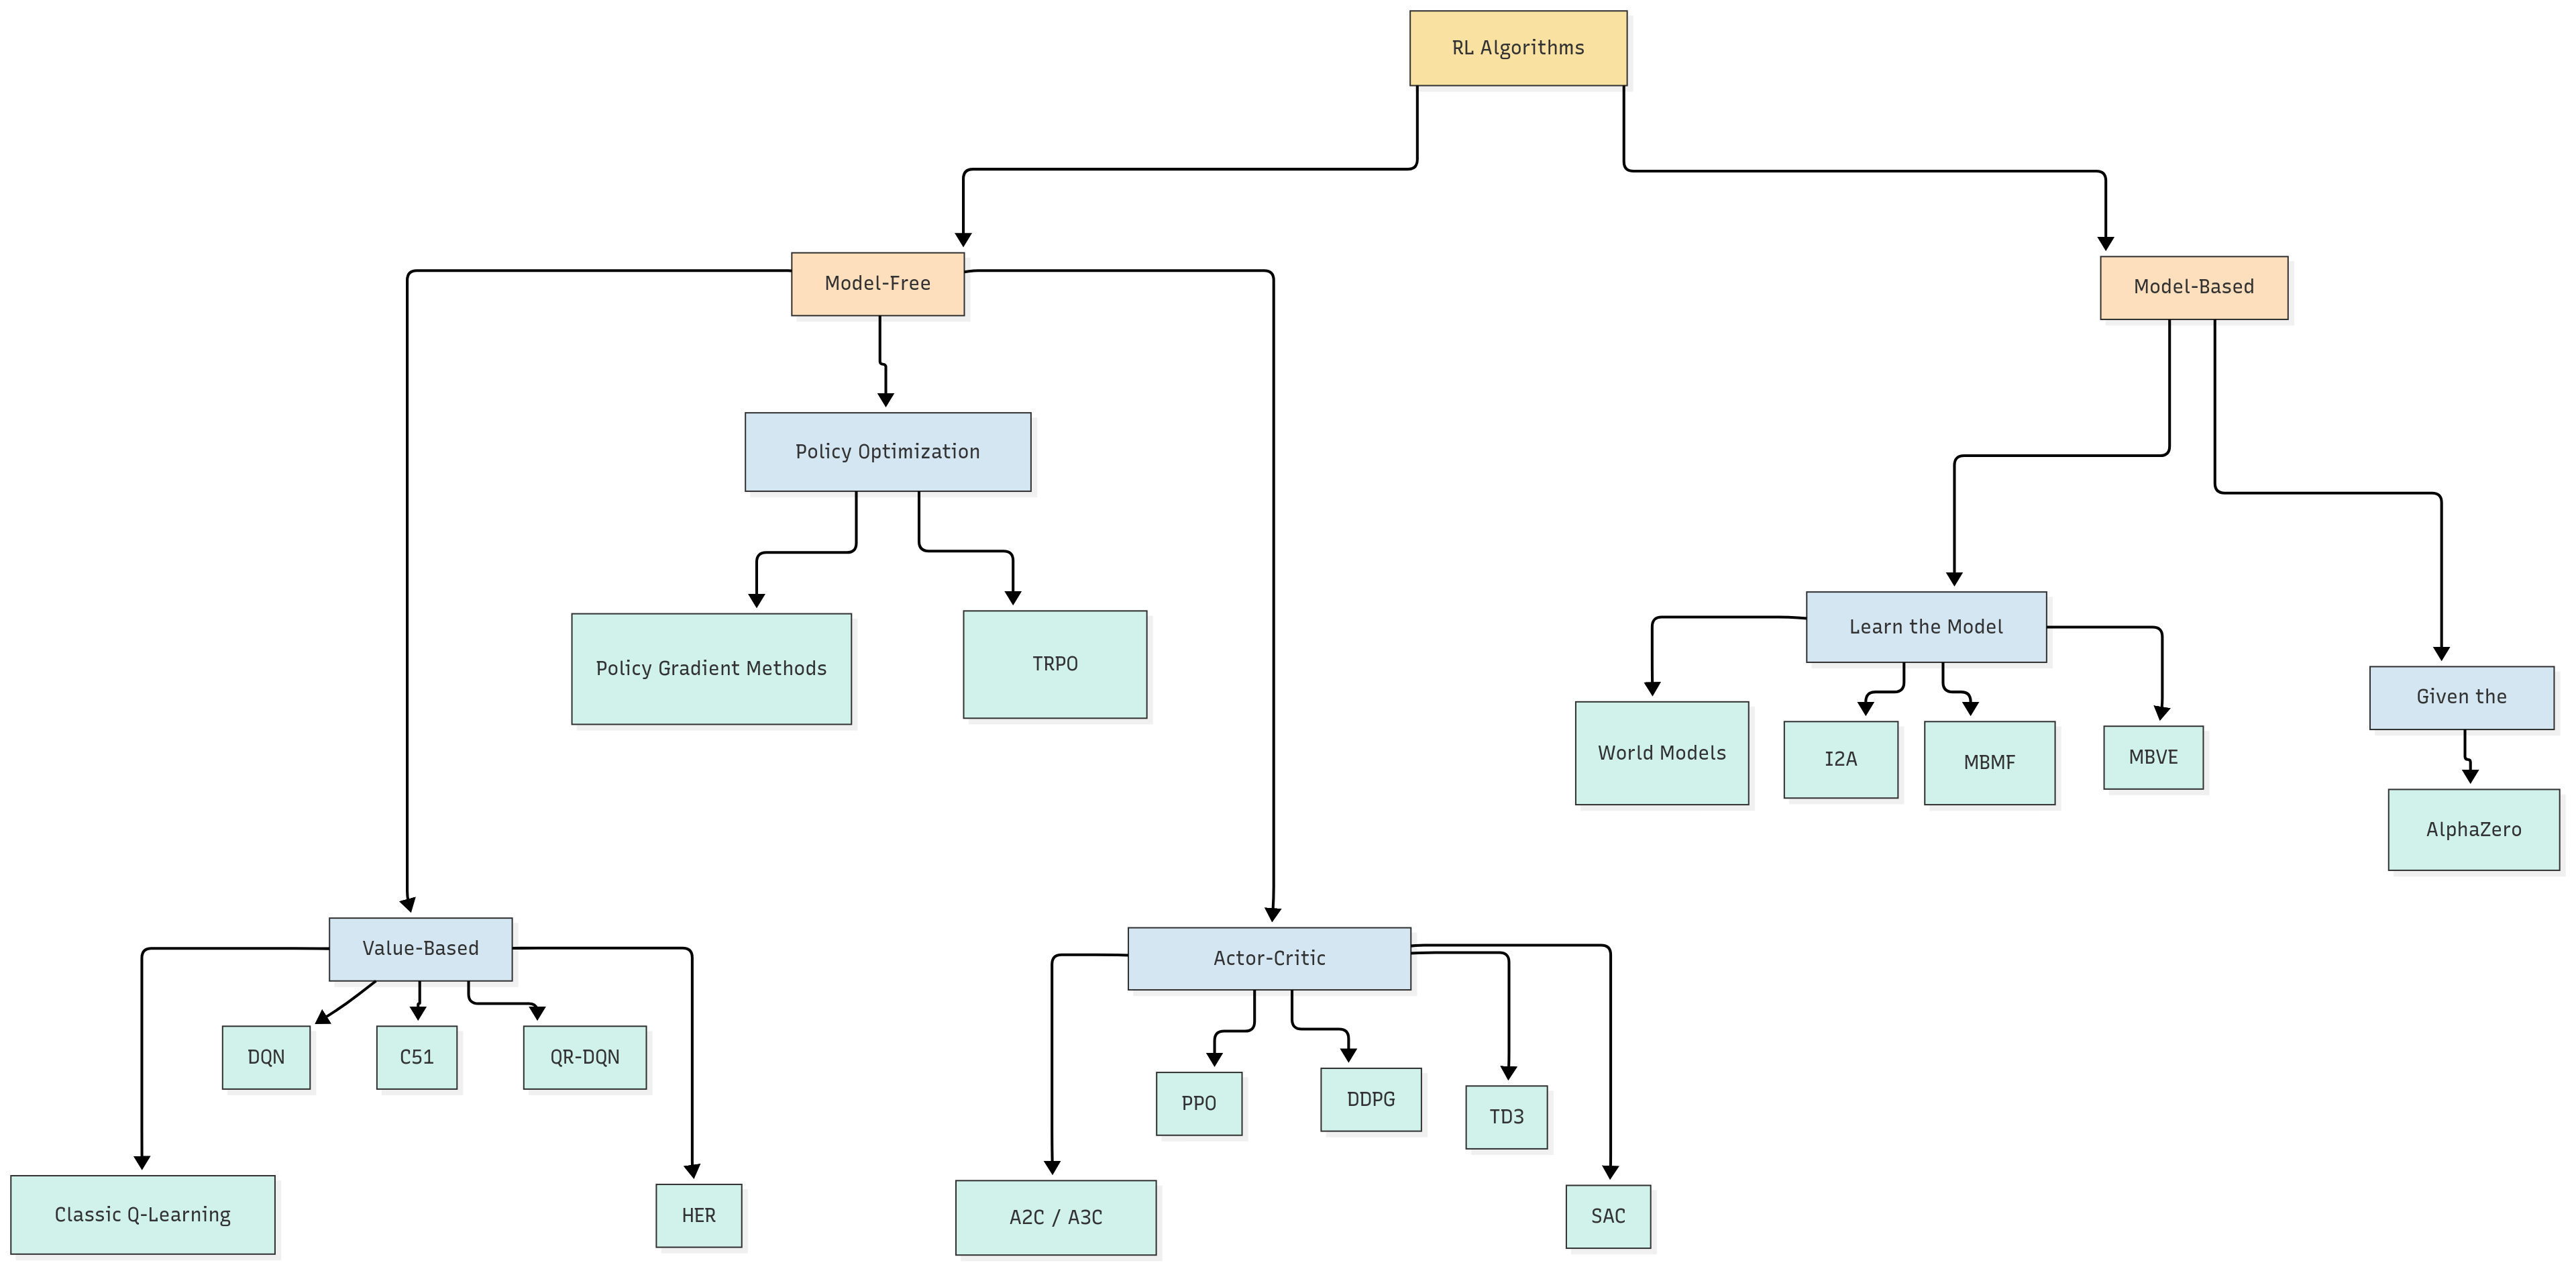 RL Algorithms
Model-Free
Model-Based
Policy Optimization
Policy Gradient Methods
TRPO
Learn the Model
Given the
World Models
I2A
MBMF
MBVE
AlphaZero
Value-Based
Actor-Critic
DQN
C51
QR-DQN
PPO
DDPG
TD3
Classic Q-Learning
HER
A2C / A3C
SAC